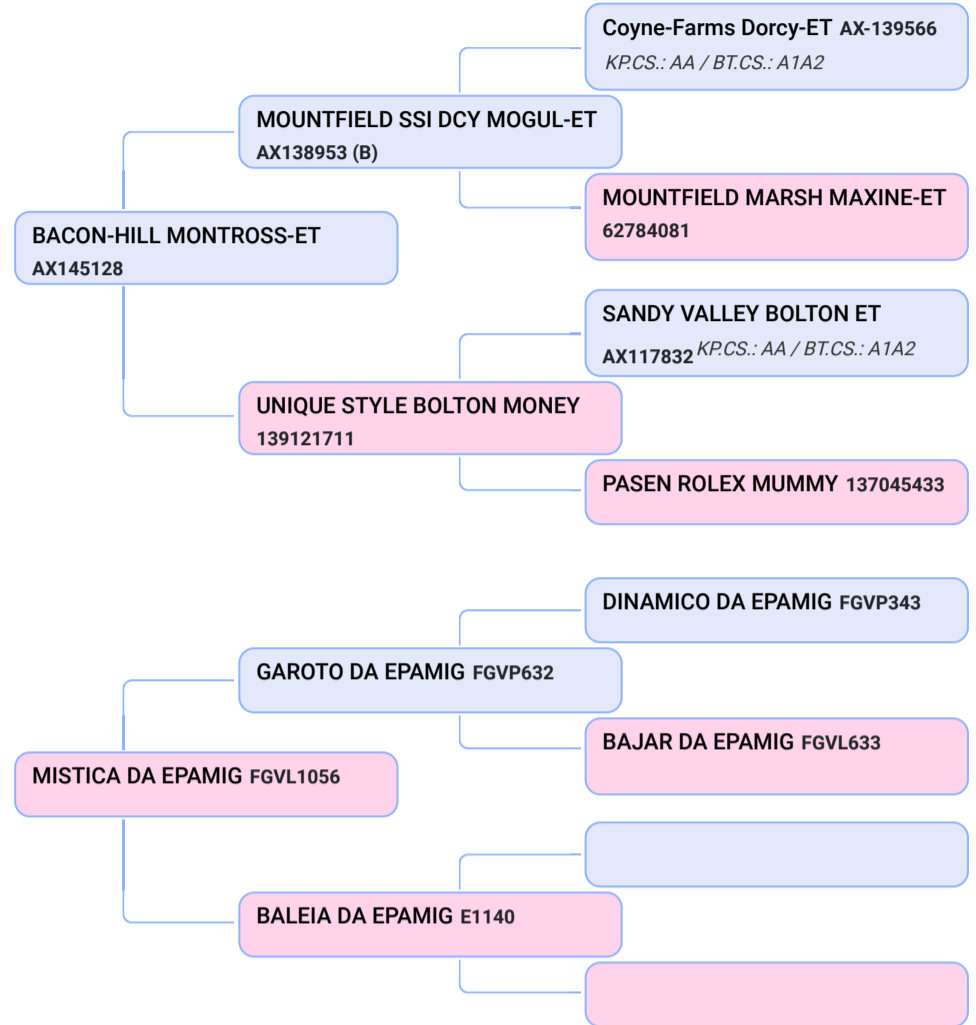 Coyne-Farms Dorcy-ET AX-139566
KP.CS.: AA / BT.CS.: A1A2
MOUNTFIELD SSI DCY MOGUL-ET
AX138953 (B)
MOUNTFIELD MARSH MAXINE-ET
62784081
BACON-HILL MONTROSS-ET
AX145128
SANDY VALLEY BOLTON ET
AX117832 KP.CS.: AA / BT.CS.: A1A2
UNIQUE STYLE BOLTON MONEY
139121711
PASEN ROLEX MUMMY 137045433
DINAMICO DA EPAMIG FGVP343
GAROTO DA EPAMIG FGVP632
BAJAR DA EPAMIG FGVL633
MISTICA DA EPAMIG FGVL1056
BALEIA DA EPAMIG E1140